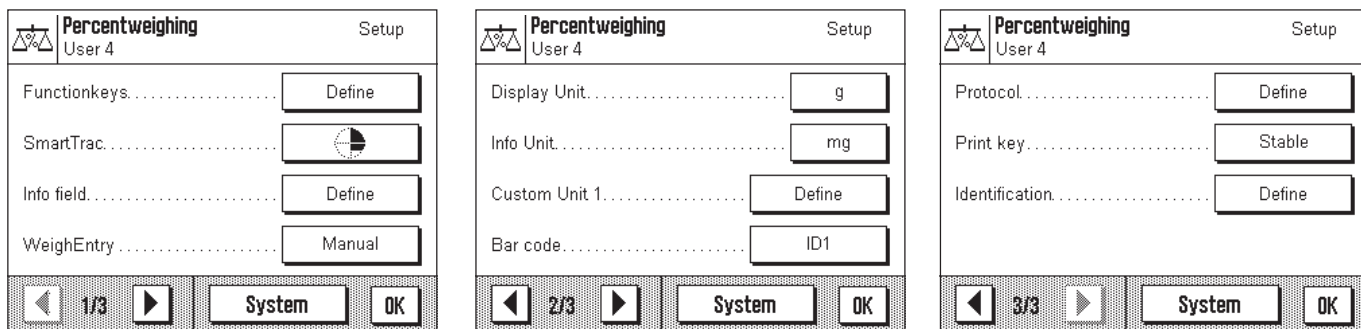 Percentweighing
User 4
Setup
Functionkeys.................... Define
SmartTrac....................
Info field.................... Define
WeighEntry .................... Manual
1/3 System OK
Percentweighing
User 4
Setup
Display Unit.................... g
Info Unit.................... mg
Custom Unit 1.................... Define
Bar code.................... ID1
2/3 System OK
Percentweighing
User 4
Setup
Protocol.................... Define
Print key.................... Stable
Identification.................... Define
3/3 System OK